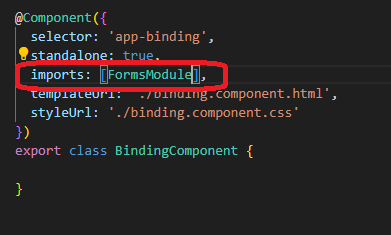 @Component({
selector: 'app-binding',
standalone: true,
imports: [FormsModule],
templateUrl: './binding.component.html',
styleUrl: './binding.component.css'
})
export class BindingComponent {
}